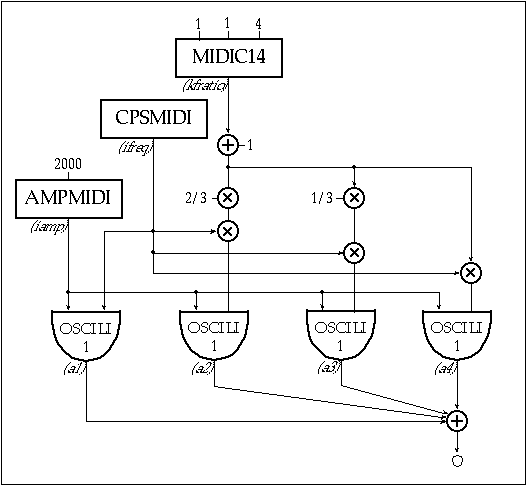 1 1 4
MIDIC14
(kfratio)
CPSMIDI
(ifreq)
1
2000
2/3
1/3
AMPMIDI
(iamp)
OSCILI OSCILI OSCILI OSCILI
1 1 1 1
(a1) (a2) (a3) (a4)